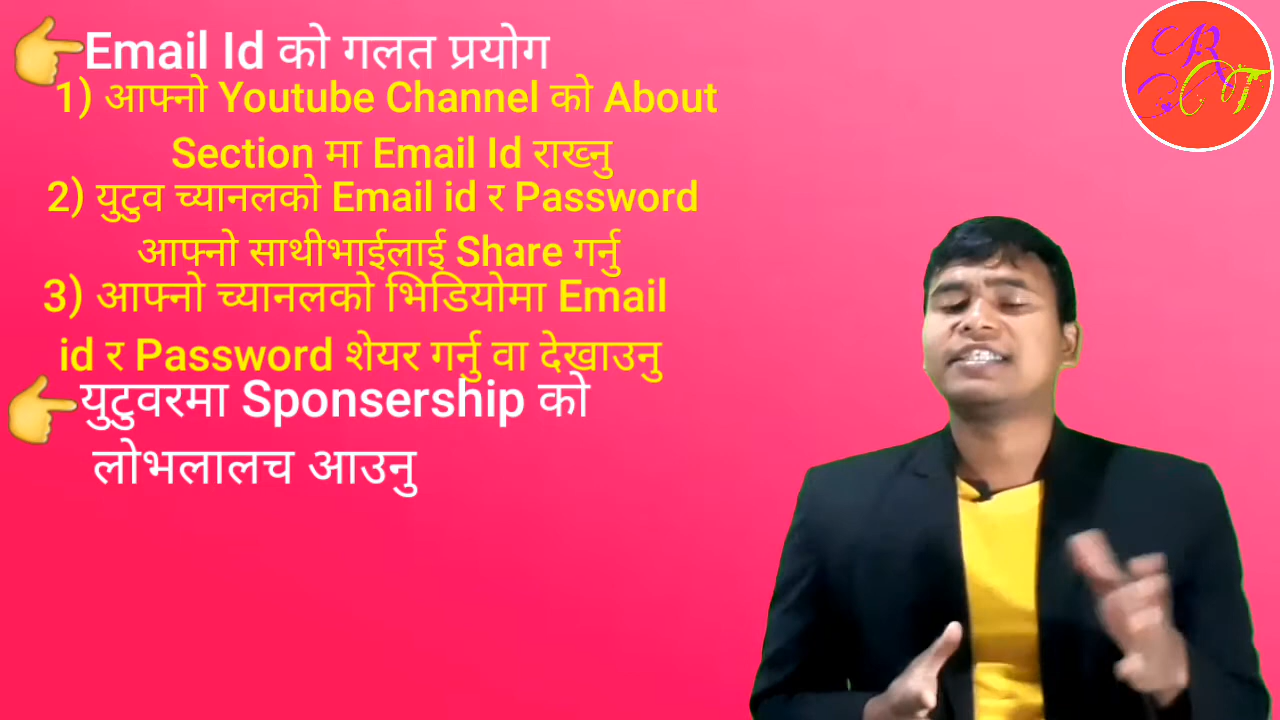 Email Id को गलत प्रयोग
1) आफ्नो Youtube Channel को About
Section मा Email Id राख्नु
2) युटुव च्यानलको Email id र Password
आफ्नो साथीभाईलाई Share गर्नु
3) आफ्नो च्यानलको भिडियोमा Email
id र Password शेयर गर्नु वा देखाउनु
युटुवरमा Sponsership को
लोभलालच आउनु